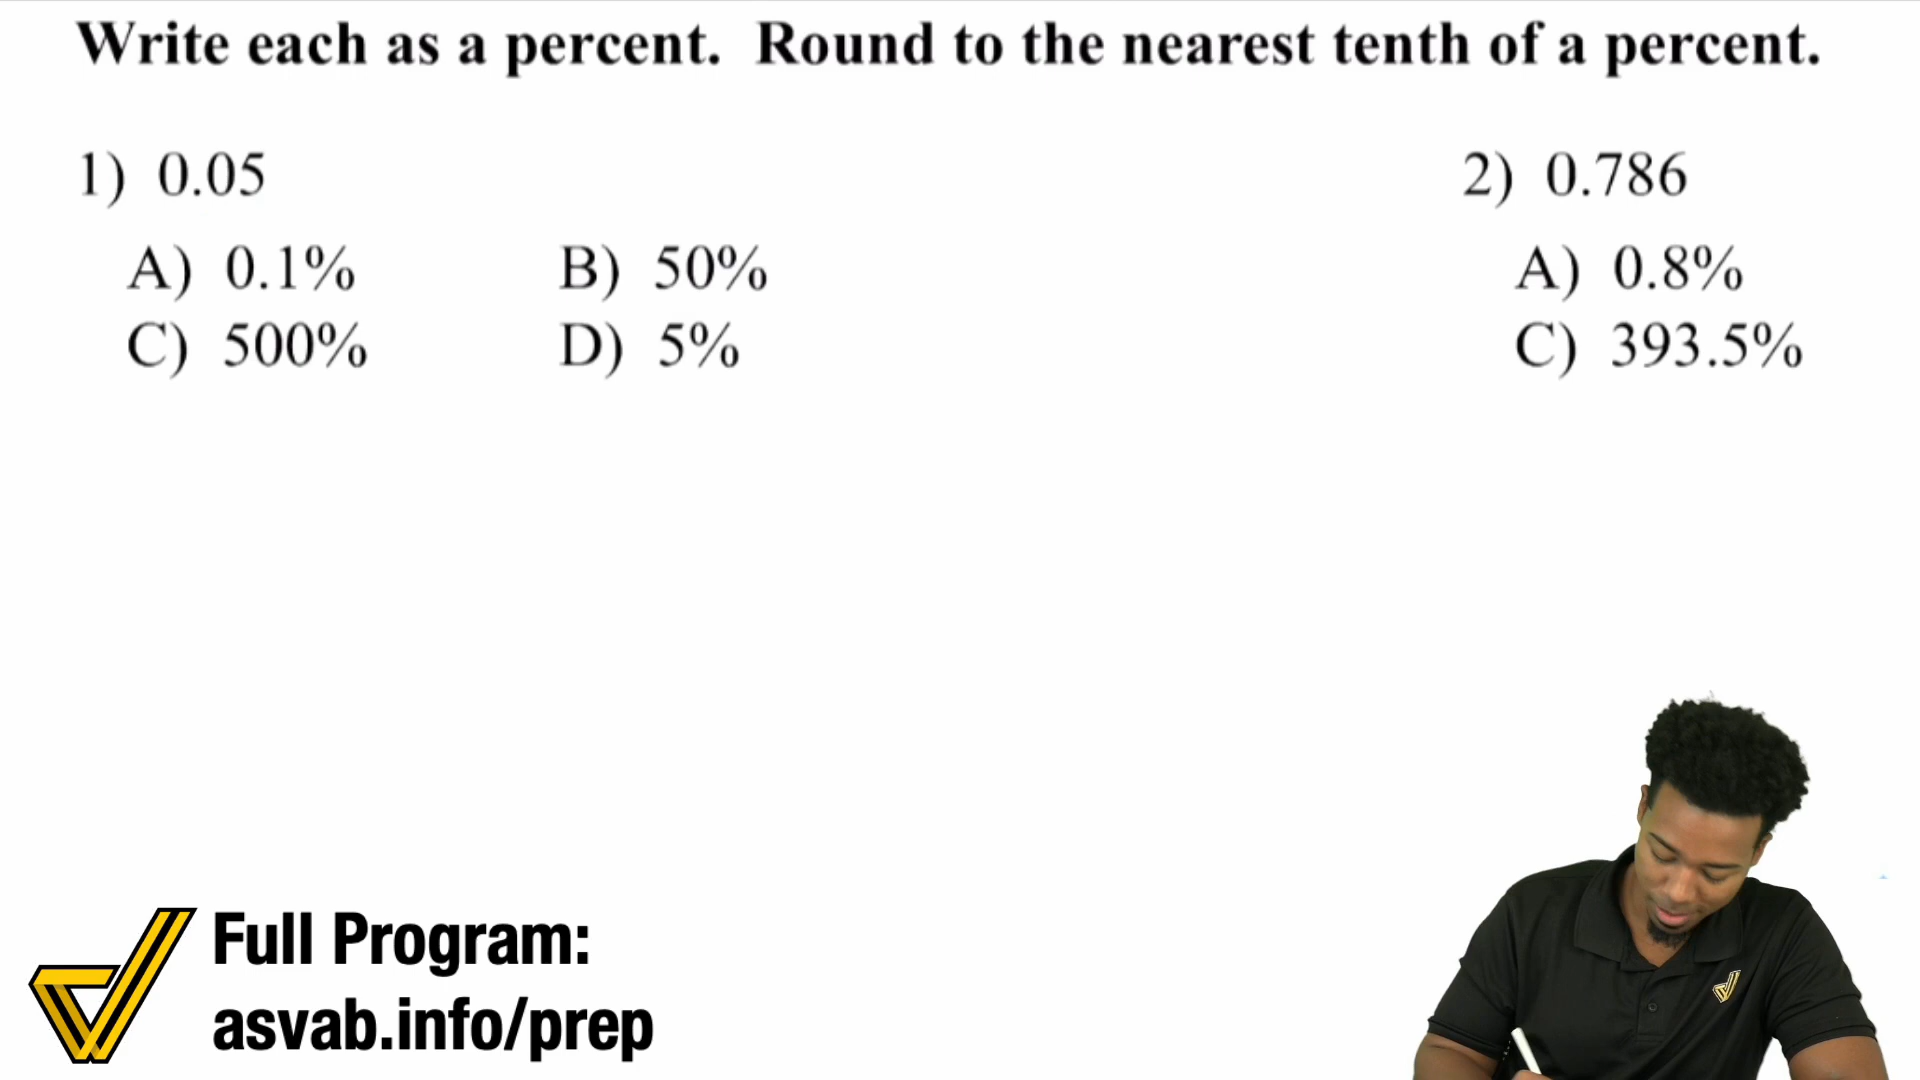 Write each as a percent. Round to the nearest tenth of a percent.
1) 0.05
A) 0.1% B) 50%
C) 500% D) 5%
2) 0.786
A) 0.8%
C) 393.5%
Full Program:
asvab.info/prep